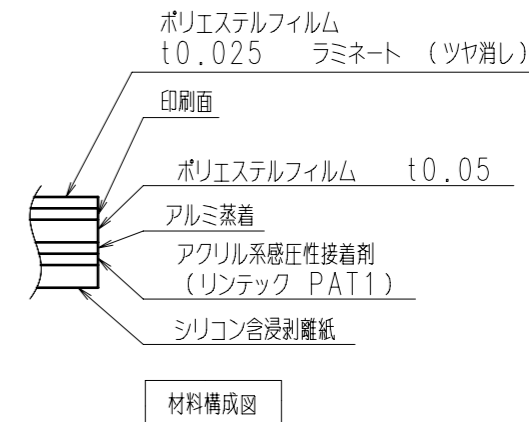 ポリエステルフィルム
t0.025 ラミネート (ツヤ消し)
印刷面
ポリエステルフィルム t0.05
アルミ蒸着
アクリル系感圧性接着剤
(リンテック PAT1)
シリコン含浸剥離紙
材料構成図